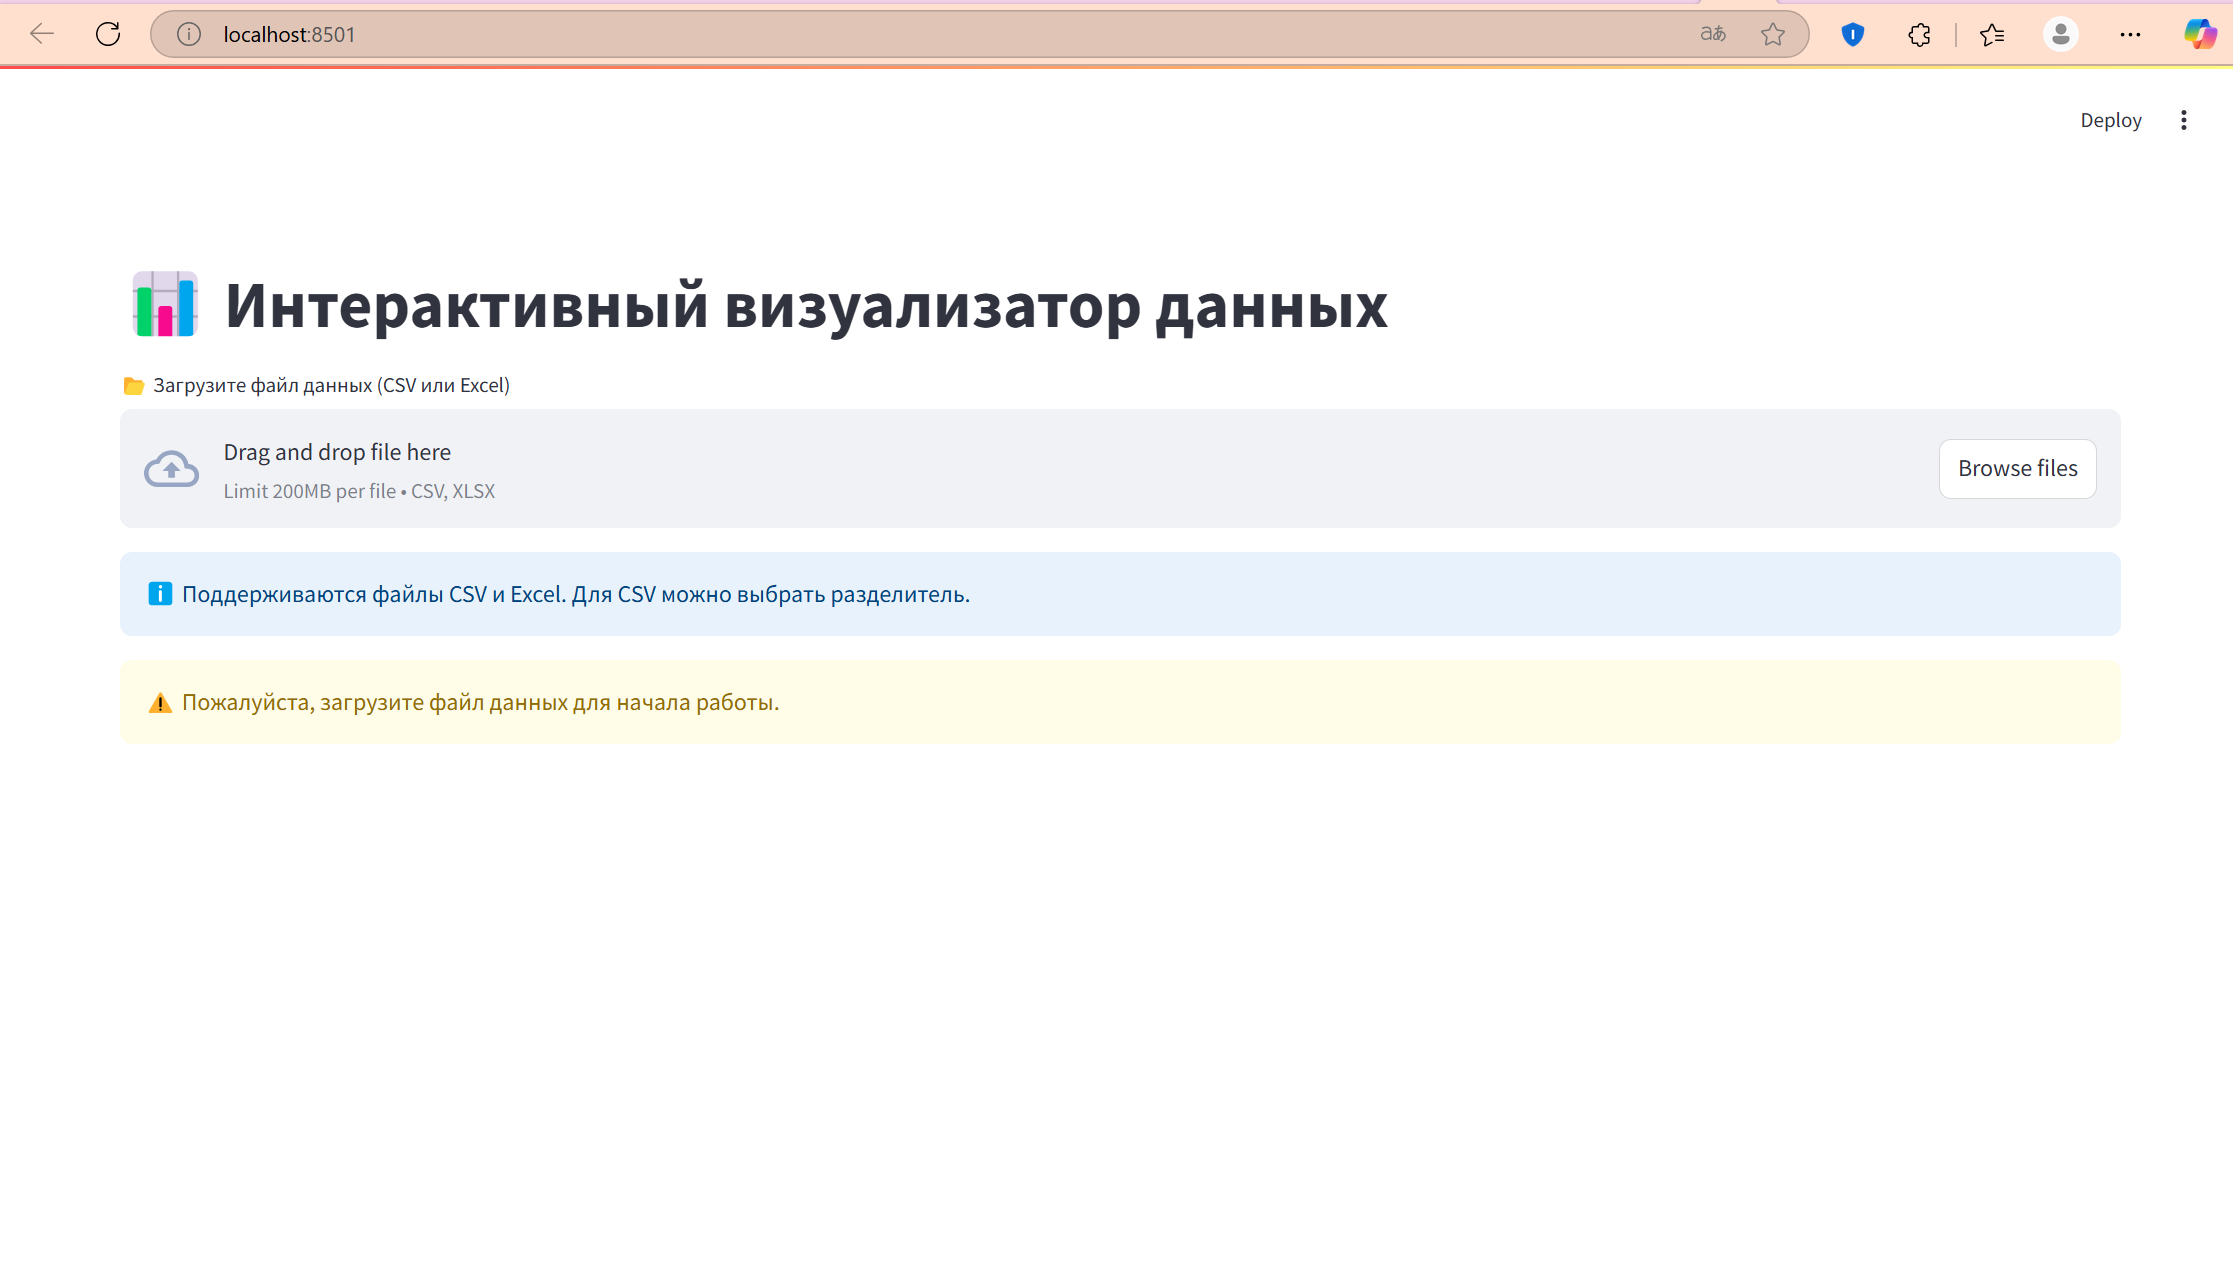 localhost:8501
Deploy
Интерактивный визуализатор данных
Загрузите файл данных (CSV или Excel)
Drag and drop file here
Limit 200MB per file • CSV, XLSX
Browse files
Поддерживаются файлы CSV и Excel. Для CSV можно выбрать разделитель.
Пожалуйста, загрузите файл данных для начала работы.